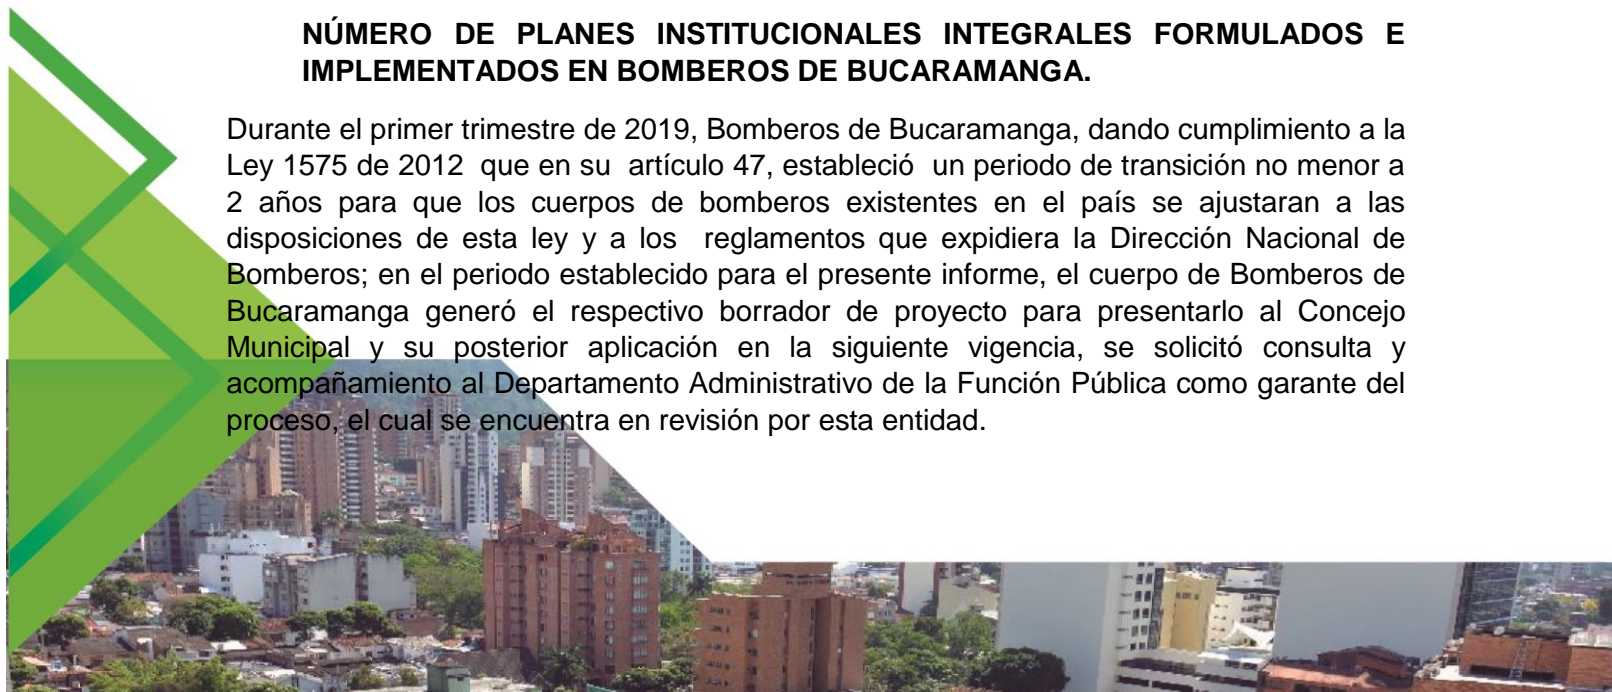 NÚMERO DE PLANES INSTITUCIONALES INTEGRALES FORMULADOS E
IMPLEMENTADOS EN BOMBEROS DE BUCARAMANGA.
Durante el primer trimestre de 2019, Bomberos de Bucaramanga, dando cumplimiento a la
Ley 1575 de 2012 que en su artículo 47, estableció un periodo de transición no menor a
2 años para que los cuerpos de bomberos existentes en el país se ajustaran a las
disposiciones de esta ley y a los reglamentos que expidiera la Dirección Nacional de
Bomberos; en el periodo establecido para el presente informe, el cuerpo de Bomberos de
Bucaramanga generó el respectivo borrador de proyecto para presentarlo al Concejo
Municipal y su posterior aplicación en la siguiente vigencia, se solicitó consulta y
acompañamiento al Departamento Administrativo de la Función Pública como garante del
proceso, el cual se encuentra en revisión por esta entidad.